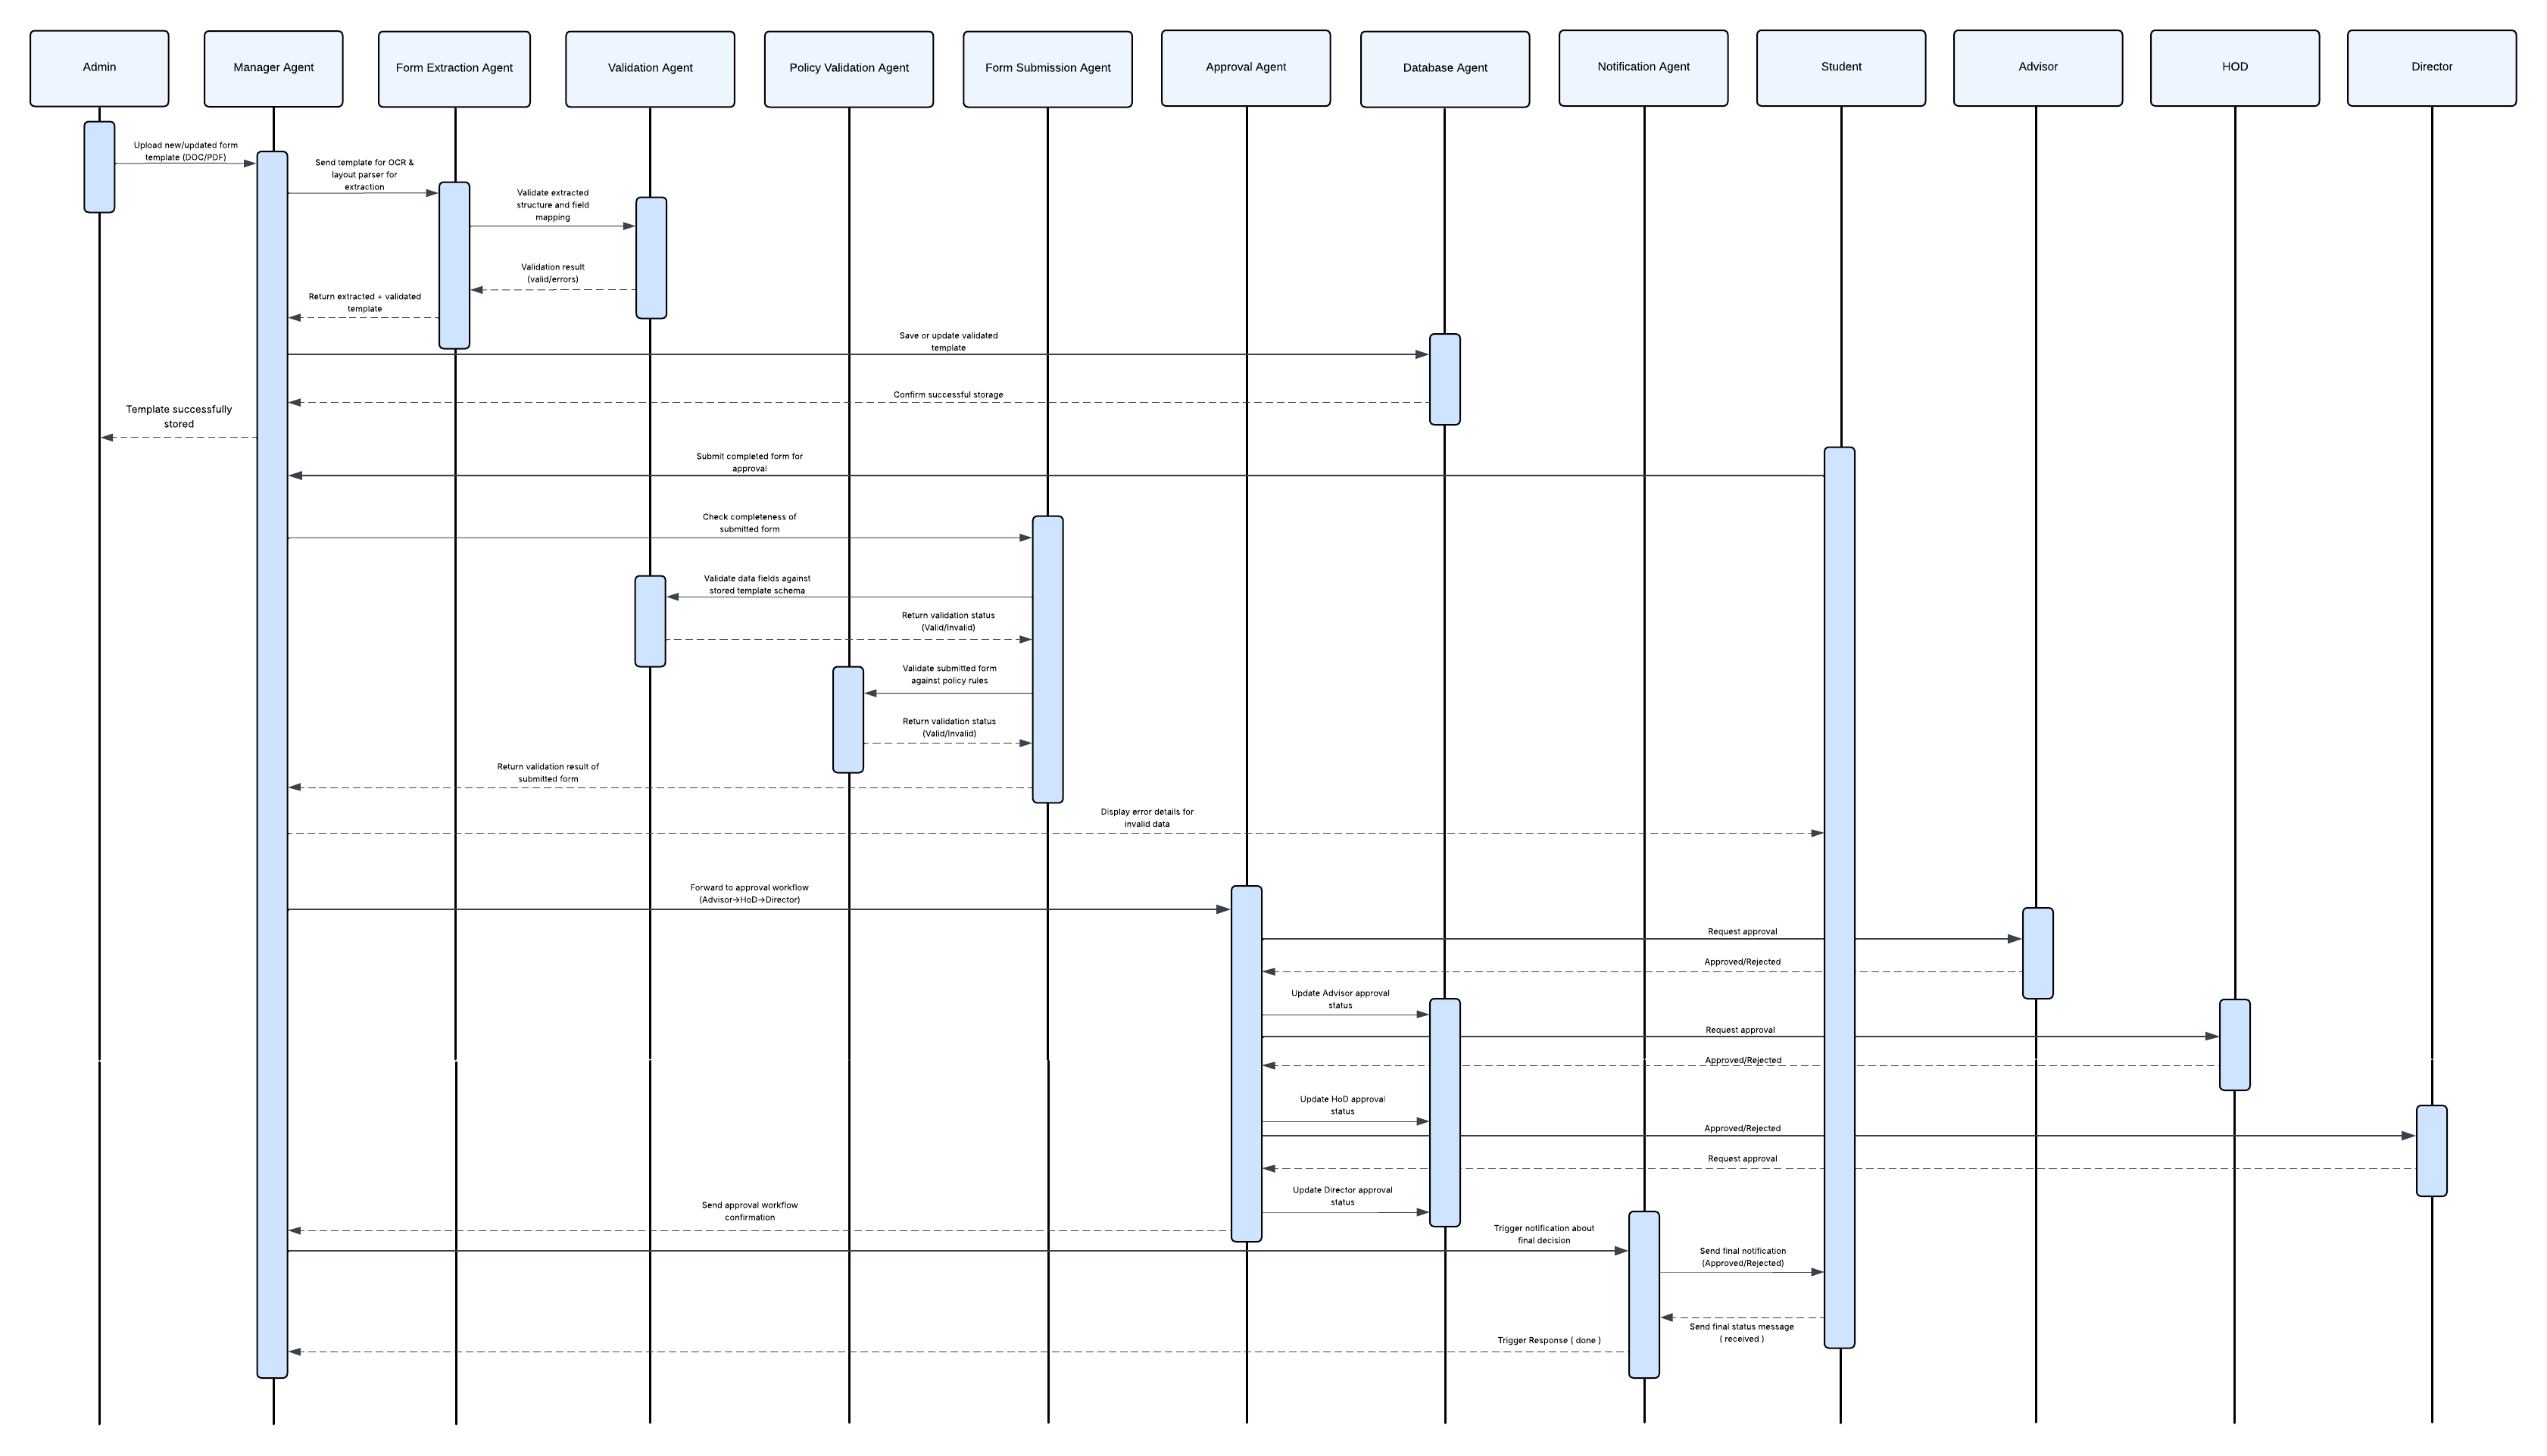 Admin
Manager Agent
Form Extraction Agent
Validation Agent
Policy Validation Agent
Form Submission Agent
Approval Agent
Database Agent
Notification Agent
Student
Advisor
HOD
Director
Upload new/updated form
template (DOC/PDF)
Send template for OCR &
layout parser for
extraction
Validate extracted
structure and field
mapping
Validation result
(valid/errors)
Return extracted + validated
template
Save or update validated
template
Confirm successful storage
Template successfully
stored
Submit completed form for
approval
Check completeness of
submitted form
Validate data fields against
stored template schema
Return validation status
(Valid/Invalid)
Validate submitted form
against policy rules
Return validation status
(Valid/Invalid)
Return validation result of
submitted form
Display error details for
invalid data
Forward to approval workflow
(Advisor→HoD→Director)
Request approval
Approved/Rejected
Update Advisor approval
status
Request approval
Approved/Rejected
Update HoD approval
status
Approved/Rejected
Request approval
Update Director approval
status
Send approval workflow
confirmation
Trigger notification about
final decision
Send final notification
(Approved/Rejected)
Send final status message
( received )
Trigger Response ( done )